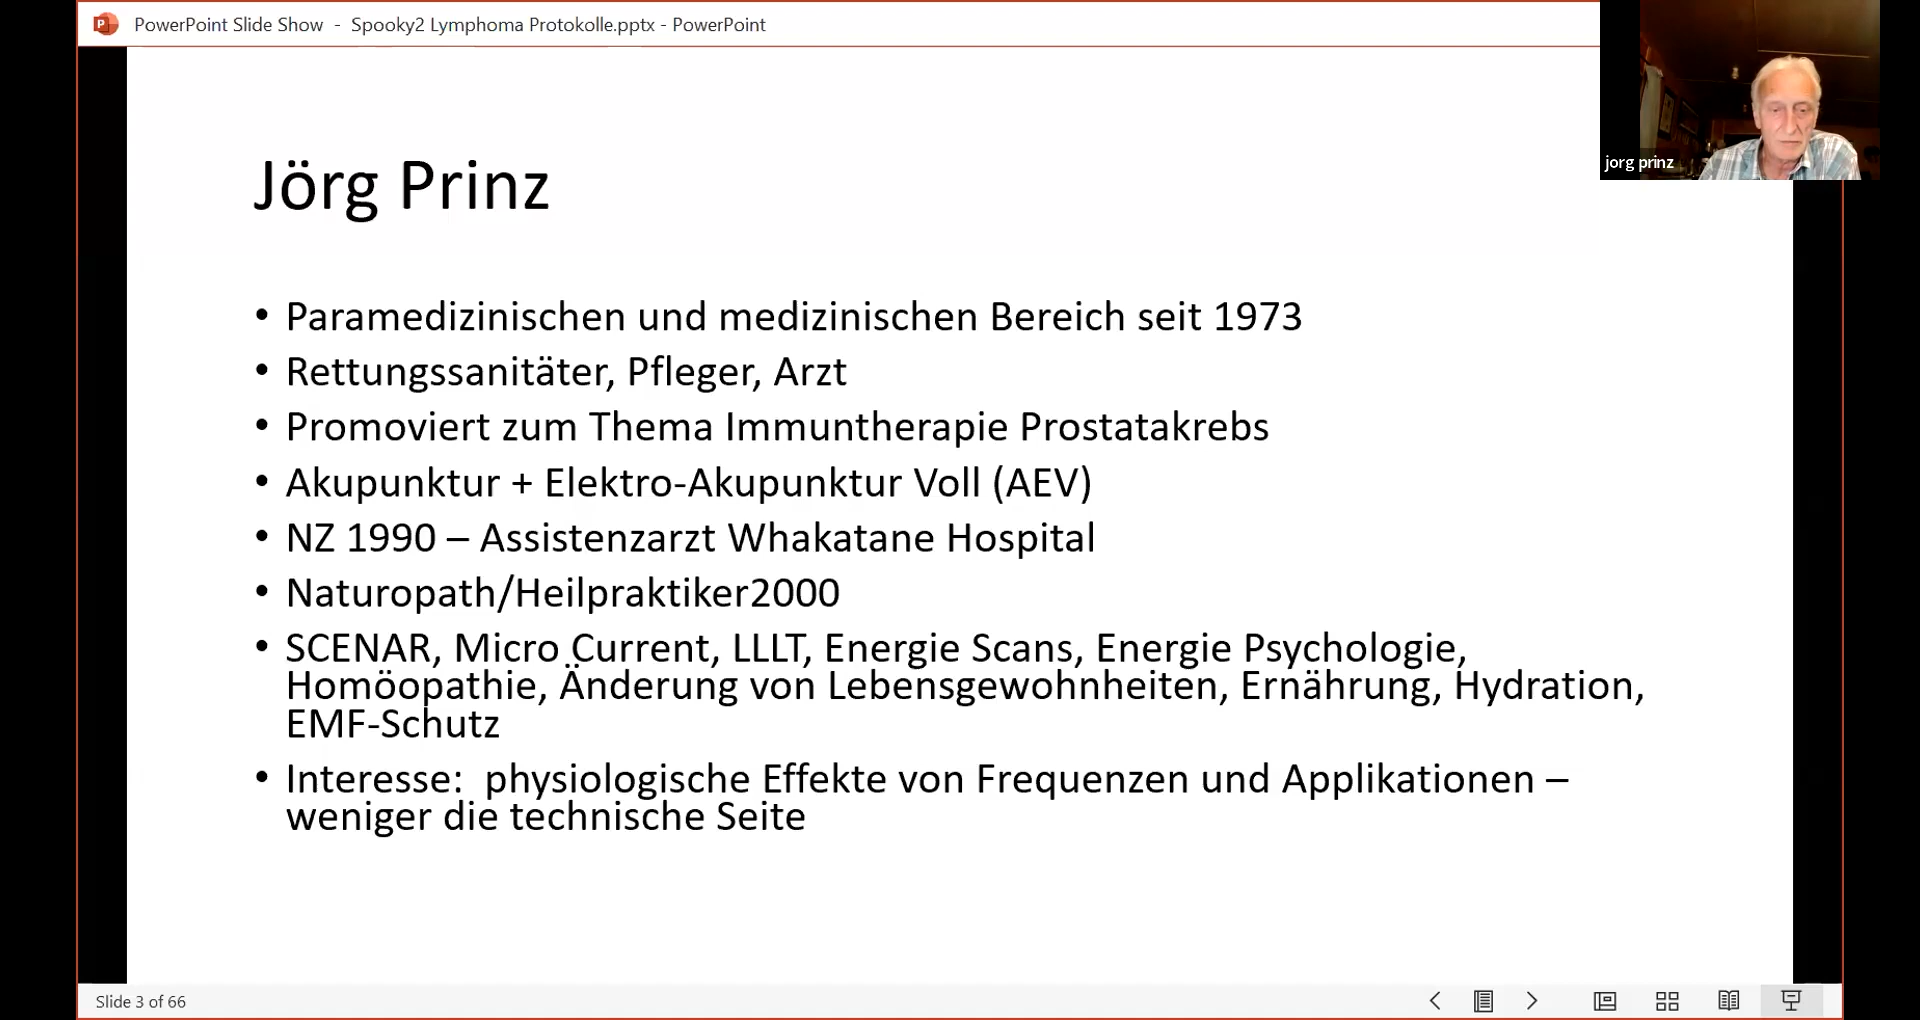 PowerPoint Slide Show - Spooky2 Lymphoma Protokolle.pptx - PowerPoint
jorg prinz
Jörg Prinz
• Paramedizinischen und medizinischen Bereich seit 1973
• Rettungssanitäter, Pfleger, Arzt
• Promoviert zum Thema Immuntherapie Prostatakrebs
• Akupunktur + Elektro-Akupunktur Voll (AEV)
• NZ 1990 – Assistenzarzt Whakatane Hospital
• Naturopath/Heilpraktiker2000
• SCENAR, Micro Current, LLLT, Energie Scans, Energie Psychologie,
Homöopathie, Änderung von Lebensgewohnheiten, Ernährung, Hydration,
EMF-Schutz
• Interesse:  physiologische Effekte von Frequenzen und Applikationen –
weniger die technische Seite
Slide 3 of 66